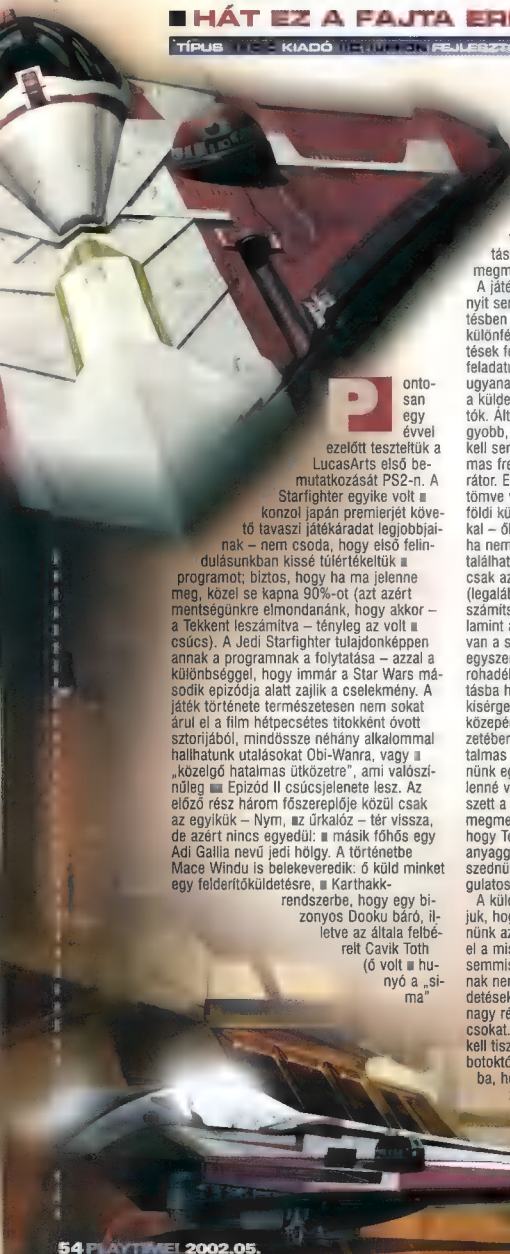 HÁT EZ A FAJTA
TÍPUS KIADÓ
P
onto-
san
egy
évvel
ezelőtt teszteltük a
LucasArts első be-
mutatkozását PS2-n. A
Starfighter egyike volt
konzol japán premierjét köve-
tő tavaszi játékáradat legjobbjai-
nak – nem csoda, hogy első felin-
dulásunkban kissé túlértékeltük
programot; biztos, hogy ha ma jelenne
meg, közel se kapna 90%-ot (azt azért
mentségünkre elmondanánk, hogy akkor –
a Tekkent leszámítva – tényleg az volt
csúcs). A Jedi Starfighter tulajdonképpen
annak a programnak a folytatása – azzal a
különbséggel, hogy immár a Star Wars má-
sodik epizódja alatt zajlik a cselekmény. A
játék története természetesen nem sokat
árul el a film hétpecsétes titokként óvott
sztorijából, mindössze néhány alkalommal
hallhatunk utalásokat Obi-Wanra, vagy
„közelgő hatalmas ütközetre”, ami valószí-
nűleg Epizód II csúcsjelenete lesz. Az
előző rész három főszereplője közül csak
az egyikük – Nym, az űrkalóz – tér vissza,
de azért nincs egyedül: másik főhős egy
Adi Gallia nevű jedi hölgy. A történetbe
Mace Windu is belekeveredik: ő küld minket
egy felderítőküldetésre, Karthakk-
rendszerbe, hogy egy bi-
zonyos Dooku báró, il-
letve az általa felbé-
relt Cavik Toth
(ő volt hu-
nyó a „si-
ma”
tás
megm
A játé
nyit ser
tésben
különfé
tések fe
feladatu
ugyana
a külde
tók. Ált
gyobb,
kell sen
mas fre
rátor. E
tömve v
földi kü
kal – ől
ha nem
találhat
csak az
(legaláb
számíts
lamint a
van a s
egyszer
rohadél
tásba h
kísérge
közepé
zetében
talmas
nünk eg
lenné v
szett a
megme
hogy Te
anyagg
szednü
gulatos
A küld
juk, hog
nünk az
el a mis
semmis
nak nen
detések
nagy ré
csokat.
kell tisz
botoktó
ba, ho
54 PLAYTIME! 2002.05.